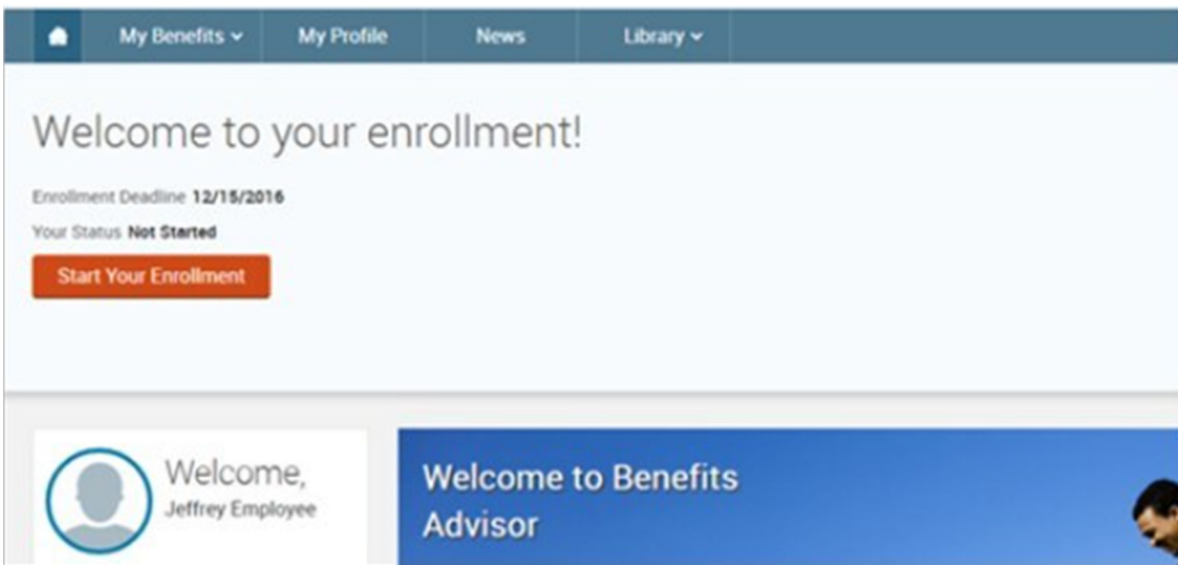 My Benefits My Profile News Library
Welcome to your enrollment!
Enrollment Deadline 12/15/2016
Your Status Not Started
Start Your Enrollment
Welcome,
Jeffrey Employee
Welcome to Benefits
Advisor